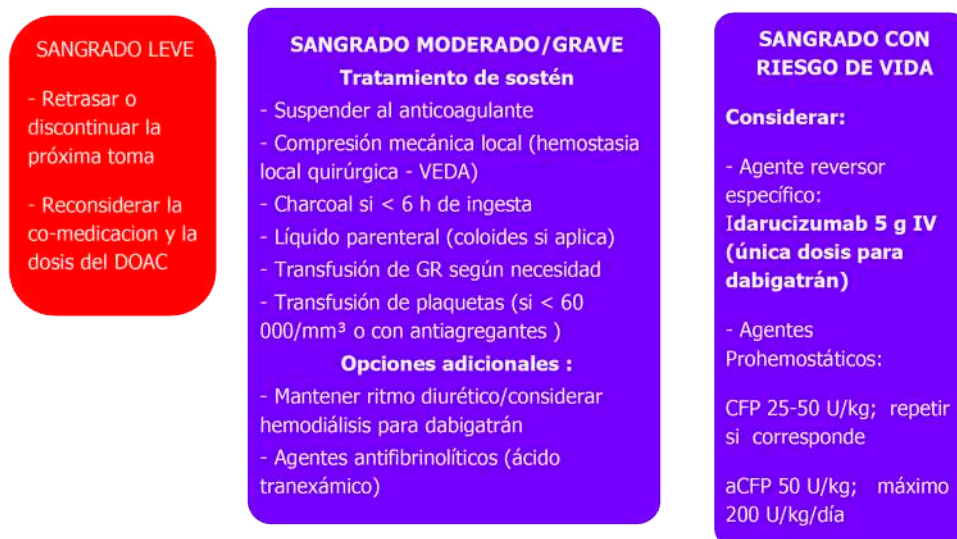 SANGRADO LEVE
- Retrasar o
discontinuar la
próxima toma
- Reconsiderar la
co-medicacion y la
dosis del DOAC
SANGRADO MODERADO/GRAVE
Tratamiento de sostén
- Suspender al anticoagulante
- Compresión mecánica local (hemostasia
local quirúrgica - VEDA)
- Charcoal si < 6 h de ingesta
- Líquido parenteral (coloides si aplica)
- Transfusión de GR según necesidad
- Transfusión de plaquetas (si < 60
000/mm³ o con antiagregantes )
Opciones adicionales :
- Mantener ritmo diurético/considerar
hemodiálisis para dabigatrán
- Agentes antifibrinolíticos (ácido
tranexámico)
SANGRADO CON
RIESGO DE VIDA
Considerar:
- Agente reversor
específico:
Idarucizumab 5 g IV
(única dosis para
dabigatrán)
- Agentes
Prohemostáticos:
CFP 25-50 U/kg; repetir
si corresponde
aCFP 50 U/kg; máximo
200 U/kg/día